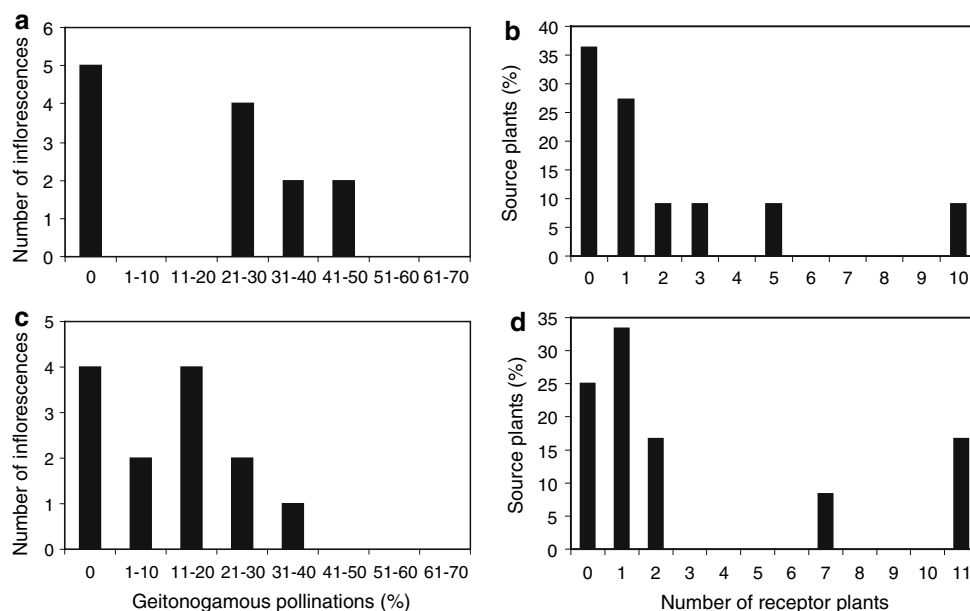 a
Number of inflorescences
6
5
4
3
2
1
0
0 1-10 11-20 21-30 31-40 41-50 51-60 61-70
b
Source plants (%)
40
35
30
25
20
15
10
5
0
0 1 2 3 4 5 6 7 8 9 10
c
Number of inflorescences
5
4
3
2
1
0
0 1-10 11-20 21-30 31-40 41-50 51-60 61-70
Geitonogamous pollinations (%)
d
Source plants (%)
35
30
25
20
15
10
5
0
0 1 2 3 4 5 6 7 8 9 10 11
Number of receptor plants